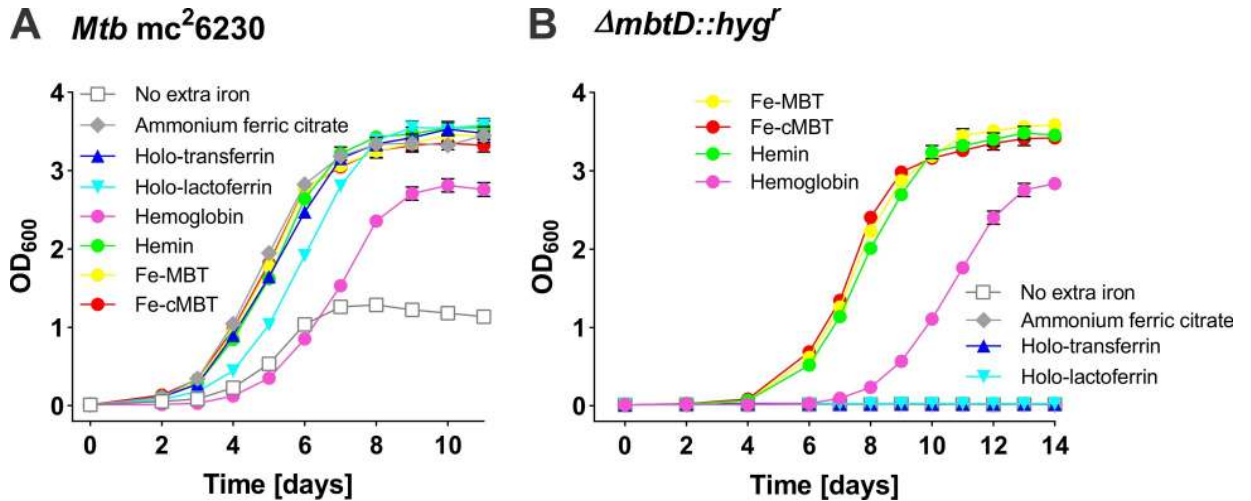 A Mtb mc²6230
OD₆₀₀
4
3
2
1
0
No extra iron
Ammonium ferric citrate
Holo-transferrin
Holo-lactoferrin
Hemoglobin
Hemin
Fe-MBT
Fe-cMBT
0 2 4 6 8 10
Time [days]
B ΔmbtD::hygʳ
OD₆₀₀
4
3
2
1
0
Fe-MBT
Fe-cMBT
Hemin
Hemoglobin
No extra iron
Ammonium ferric citrate
Holo-transferrin
Holo-lactoferrin
0 2 4 6 8 10 12 14
Time [days]